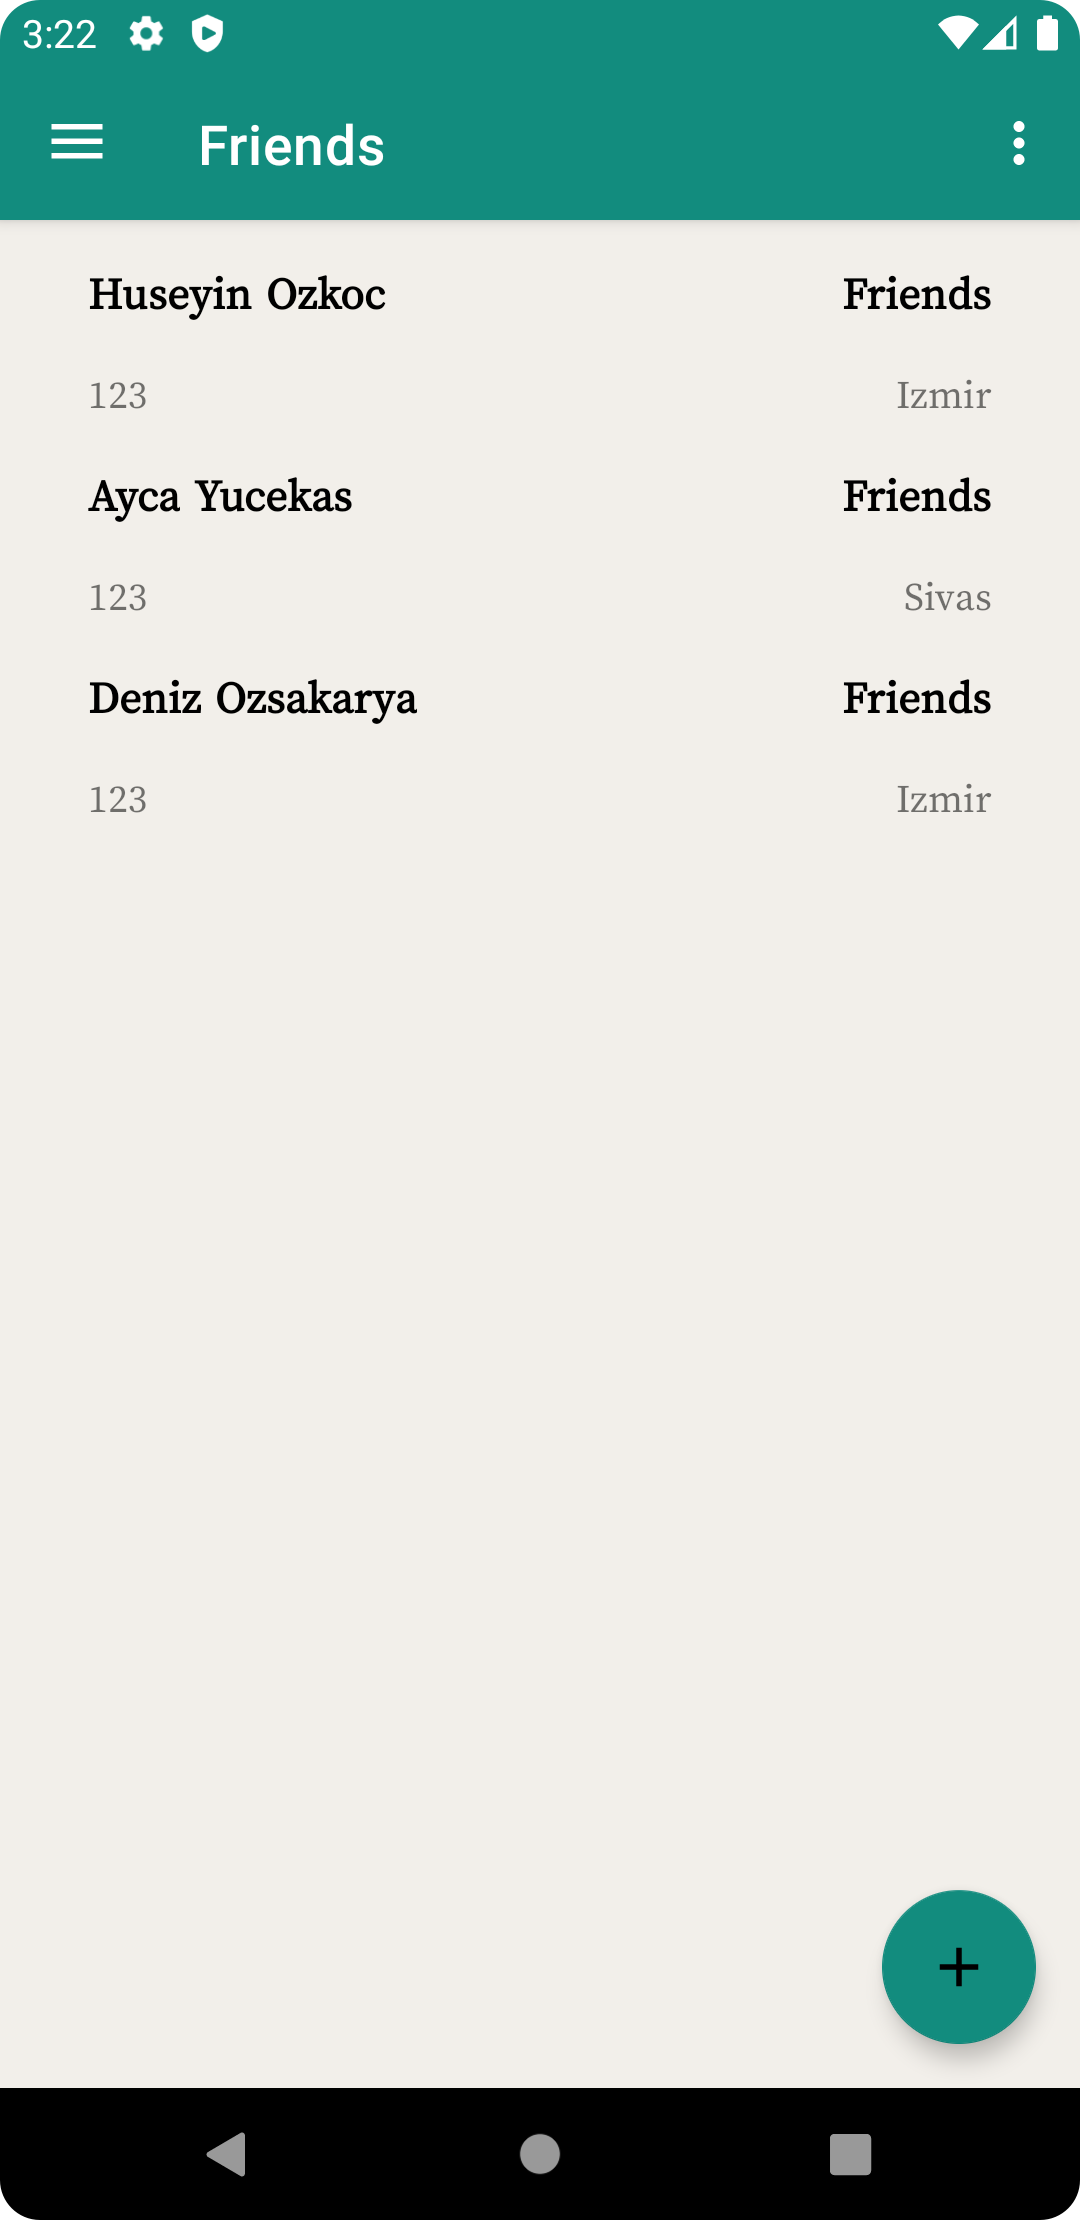 3:22
Friends
Huseyin Ozkoc Friends
123 Izmir
Ayca Yucekas Friends
123 Sivas
Deniz Ozsakarya Friends
123 Izmir